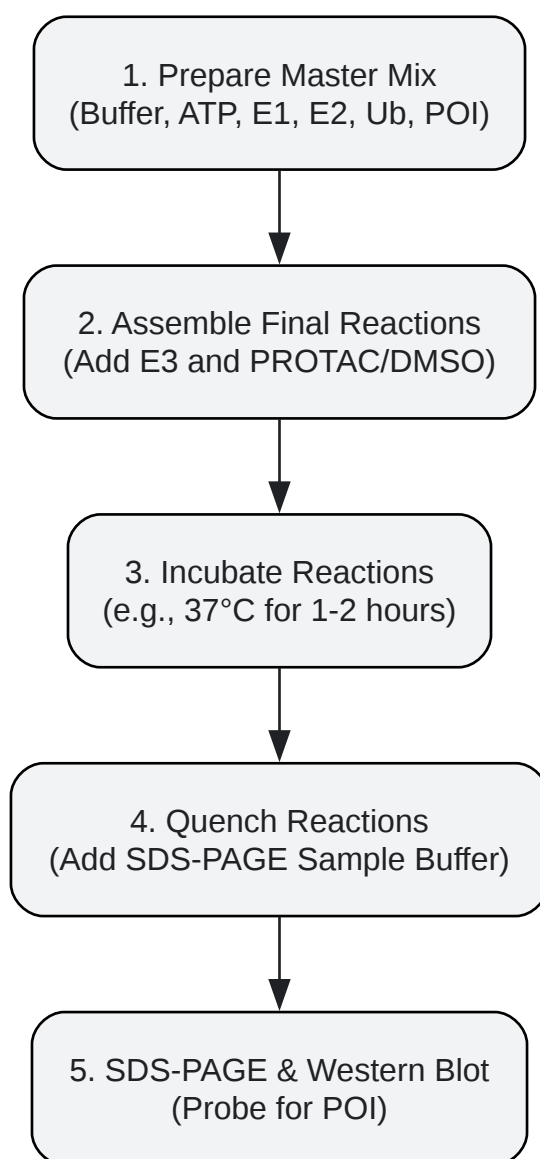 1. Prepare Master Mix
(Buffer, ATP, E1, E2, Ub, POI)
2. Assemble Final Reactions
(Add E3 and PROTAC/DMSO)
3. Incubate Reactions
(e.g., 37°C for 1-2 hours)
4. Quench Reactions
(Add SDS-PAGE Sample Buffer)
5. SDS-PAGE & Western Blot
(Probe for POI)